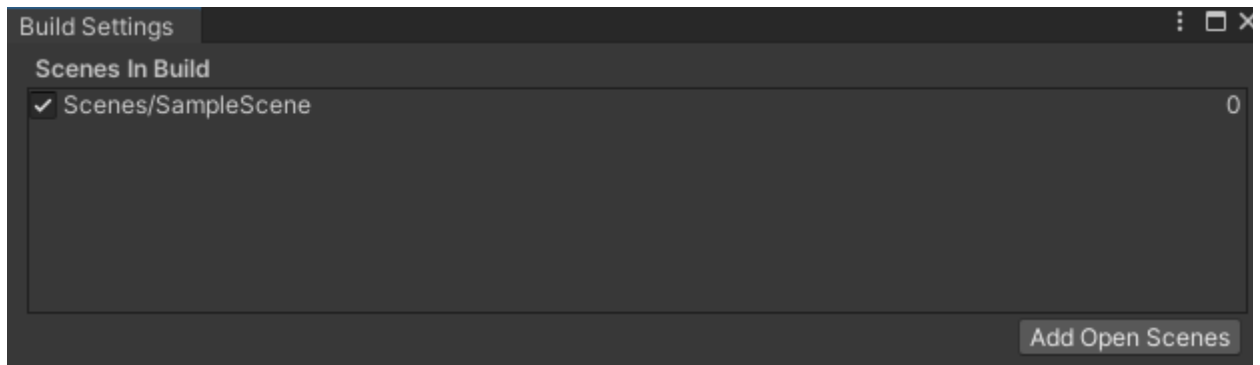 Build Settings
Scenes In Build
Scenes/SampleScene 0
Add Open Scenes